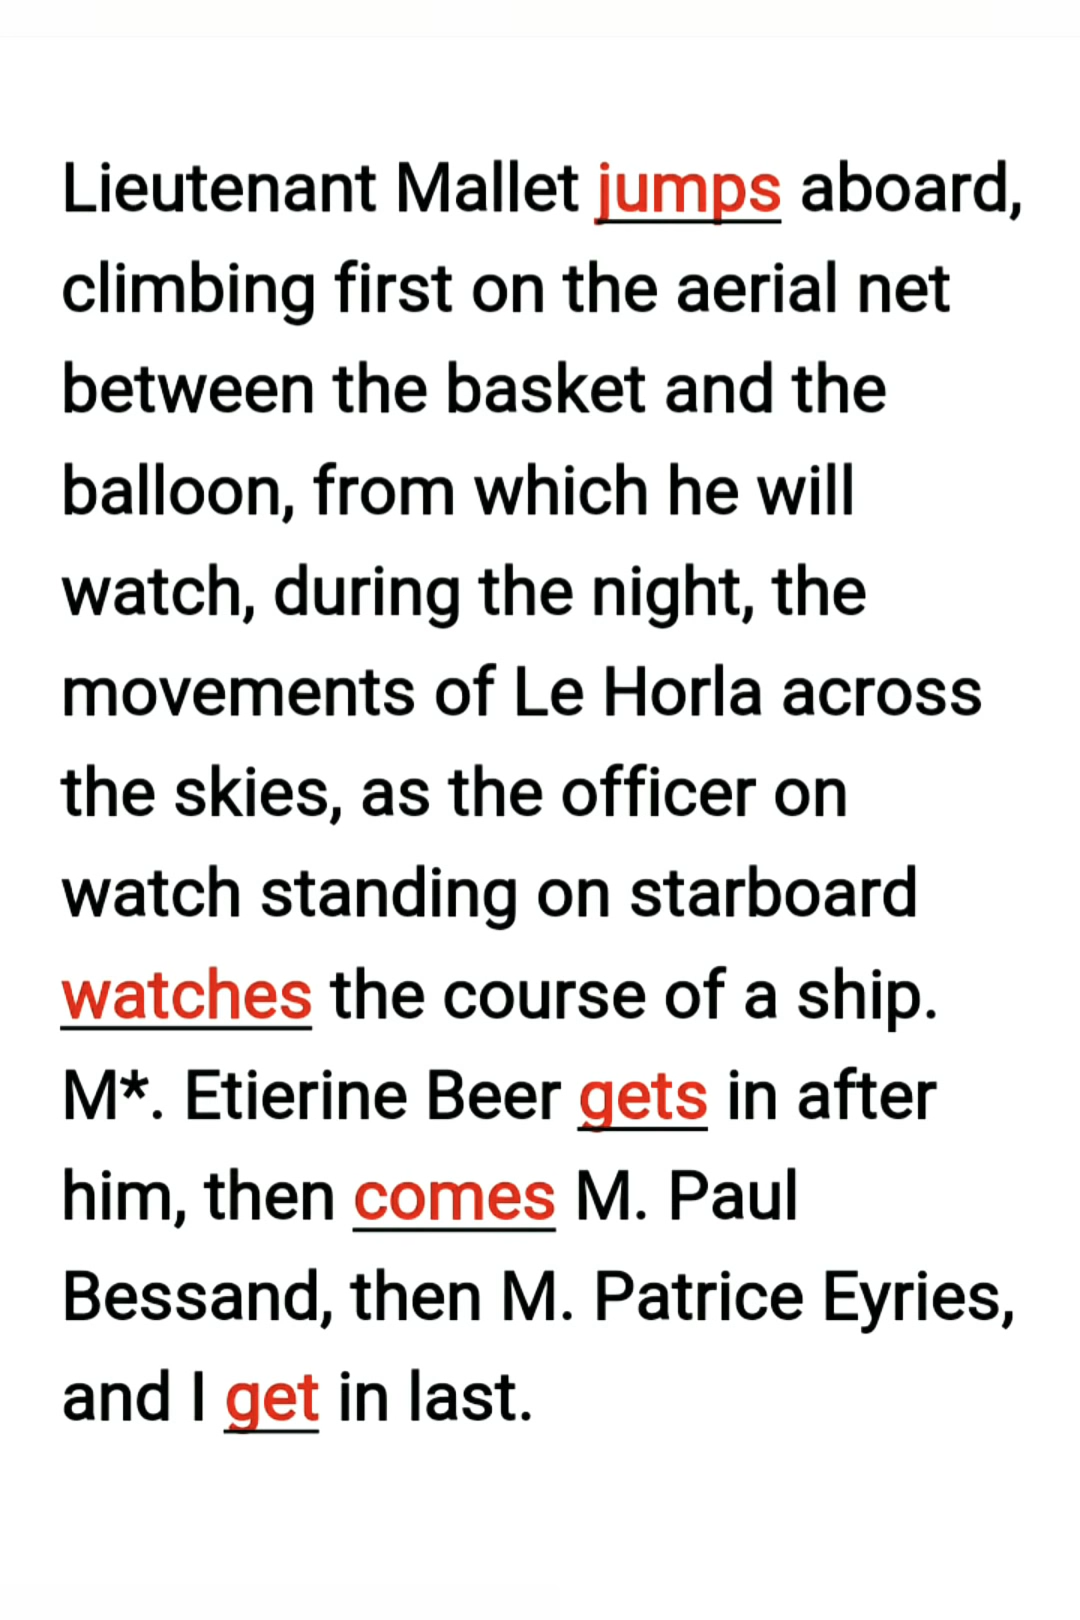 Lieutenant Mallet jumps aboard,
climbing first on the aerial net
between the basket and the
balloon, from which he will
watch, during the night, the
movements of Le Horla across
the skies, as the officer on
watch standing on starboard
watches the course of a ship.
M*. Etierine Beer gets in after
him, then comes M. Paul
Bessand, then M. Patrice Eyries,
and I get in last.